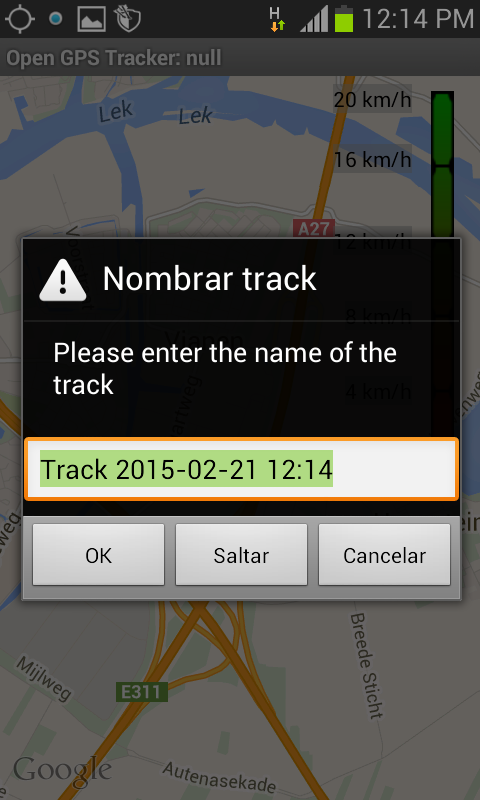 H
12:14 PM
Open GPS Tracker: null
20 km/h
Lek
Lek
16 km/h
A27
12 km/h
Nombrar track
8 km/h
Please enter the name of the
track
4 km/h
Track 2015-02-21 12:14
OK
Saltar
Cancelar
Breede Sticht
Mijlweg
E311
Google
Autenasekade